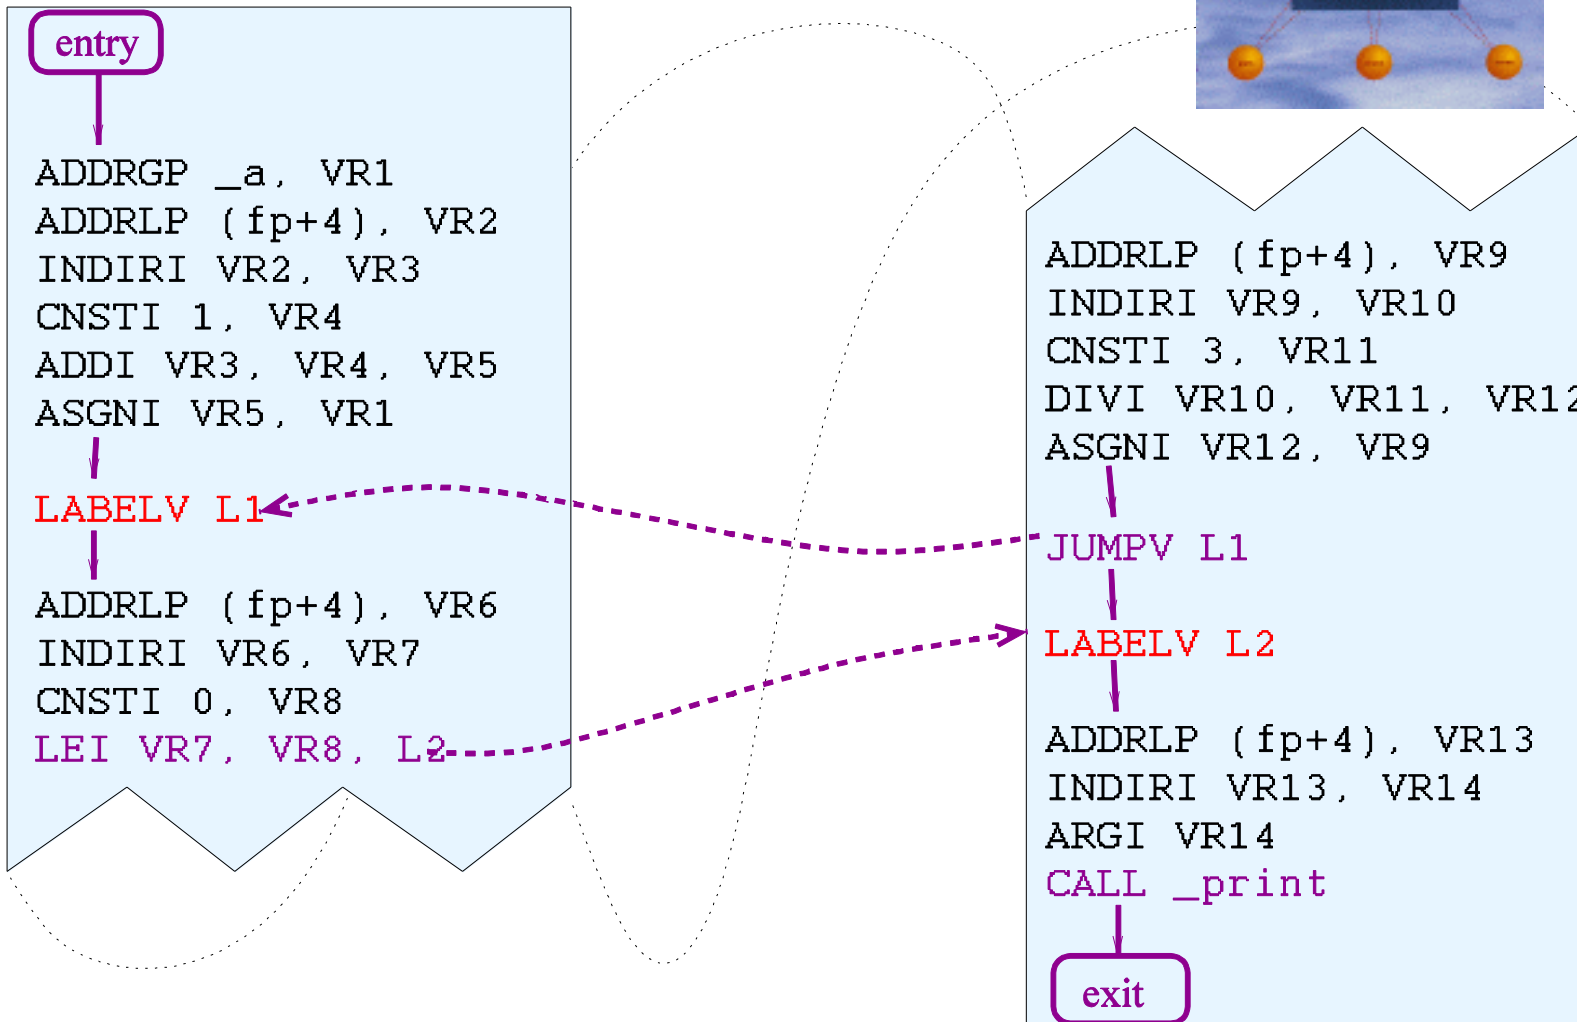 entry
ADDRGP _a, VR1
ADDRLP (fp+4), VR2
INDIRI VR2, VR3
CNSTI 1, VR4
ADDI VR3, VR4, VR5
ASGNI VR5, VR1
LABELV L1
ADDRLP (fp+4), VR6
INDIRI VR6, VR7
CNSTI 0, VR8
LEI VR7, VR8, L2
ADDRLP (fp+4), VR9
INDIRI VR9, VR10
CNSTI 3, VR11
DIVI VR10, VR11, VR12
ASGNI VR12, VR9
JUMPV L1
LABELV L2
ADDRLP (fp+4), VR13
INDIRI VR13, VR14
ARGI VR14
CALL _print
exit